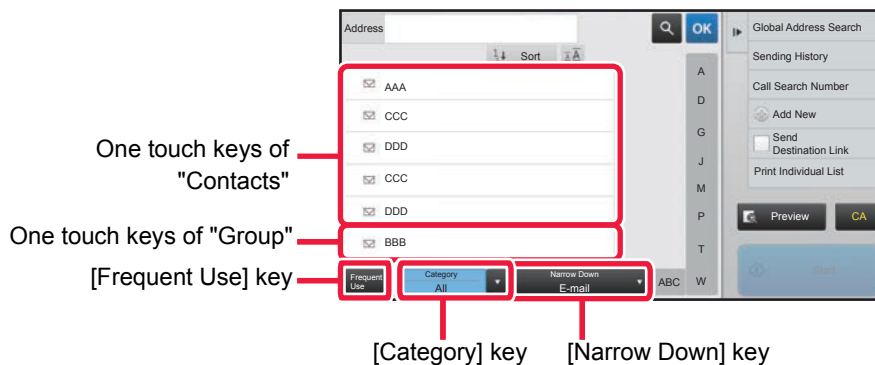 Address
OK
Sort
AAA
CCC
DDD
CCC
DDD
BBB
Frequent
Use
Category
All
Narrow Down
E-mail
ABC
A
D
G
J
M
P
T
W
Global Address Search
Sending History
Call Search Number
Add New
Send
Destination Link
Print Individual List
Preview
CA
Start
One touch keys of
"Contacts"
One touch keys of "Group"
[Frequent Use] key
[Category] key
[Narrow Down] key